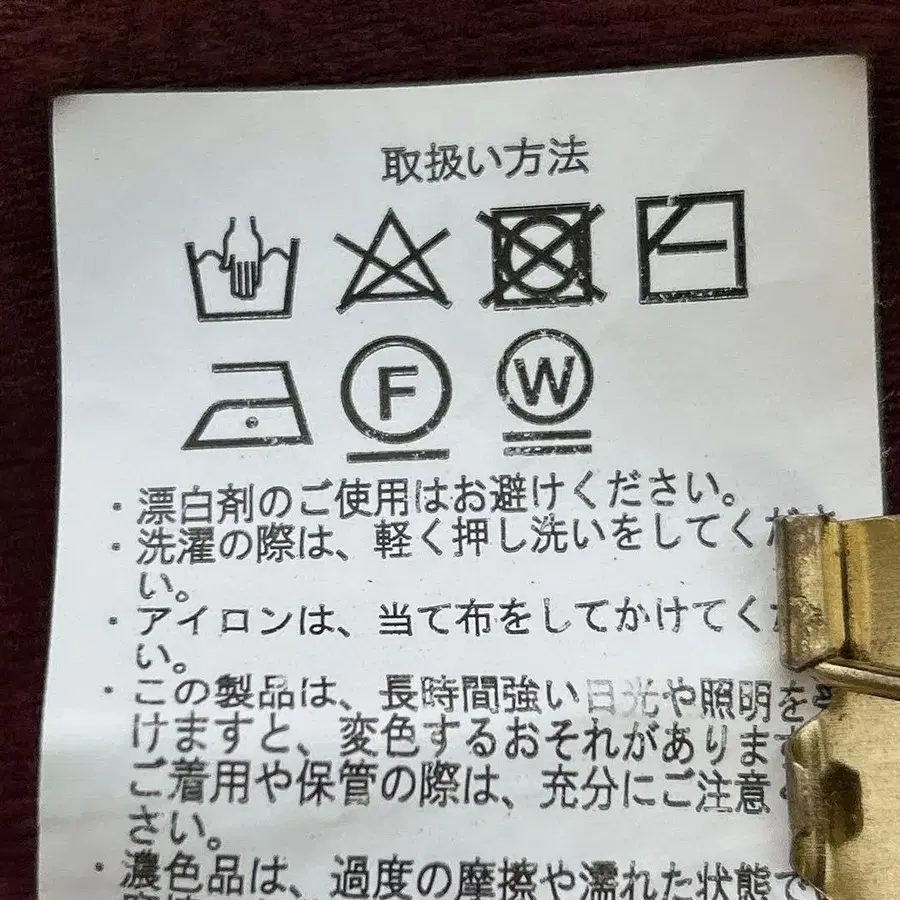 取扱い方法
F W
・漂白剤のご使用はお避けください。
・洗濯の際は、軽く押し洗いをしてくださ
い。
・アイロンは、当て布をしてかけてくだ
い。
・この製品は、長時間強い日光や照明をさ
けますと、変色するおそれがあります
ご着用や保管の際は、充分にご注意く
さい。
・濃色品は、過度の摩擦や濡れた状態で